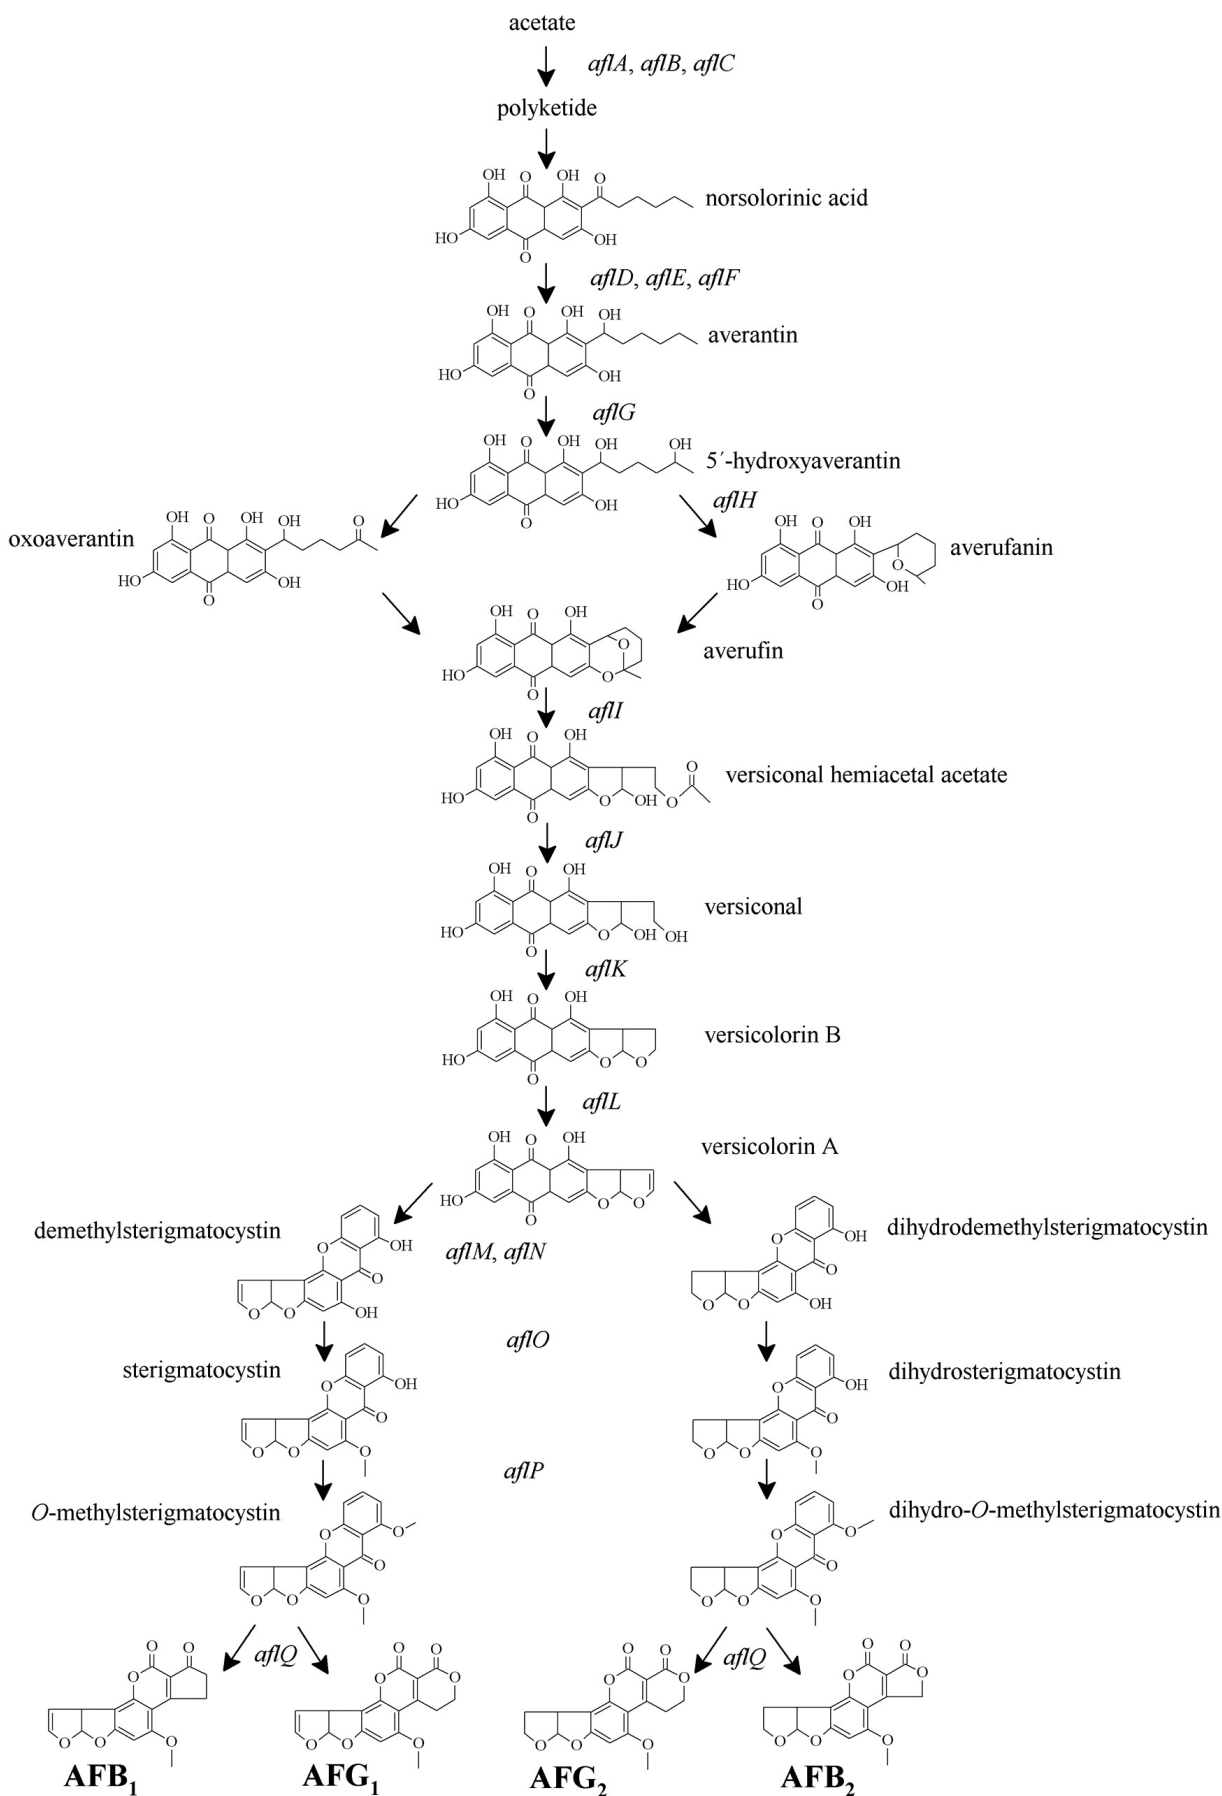 acetate
aflA, aflB, aflC
polyketide
OH O OH O
norsolorinic acid
HO O OH
aflD, aflE, aflF
OH O OH OH
averantin
HO O OH
aflG
OH O OH OH OH
5´-hydroxyaverantin
HO O OH
aflH
oxoaverantin
OH O OH OH O
HO O OH
OH O OH
averufanin
O
HO O OH
OH O OH
O
averufin
HO O O
aflI
OH O OH
O
versiconal hemiacetal acetate
HO O O OH O
aflJ
OH O OH
versiconal
HO O O OH OH
aflK
OH O OH
versicolorin B
HO O O O
aflL
OH O OH
versicolorin A
HO O O O
demethylsterigmatocystin
O OH
O
O O OH
aflM, aflN
dihydrodemethylsterigmatocystin
O OH
O
O O OH
aflO
sterigmatocystin
O OH
O
O O O
dihydrosterigmatocystin
O OH
O
O O O
aflP
O-methylsterigmatocystin
O O
O
O O O
dihydro-O-methylsterigmatocystin
O O
O
O O O
aflQ
aflQ
O O
O
O O O
O O
O O
O O O
O O
O O
O O O
O O
O O
O O O
AFB1
AFG1
AFG2
AFB2